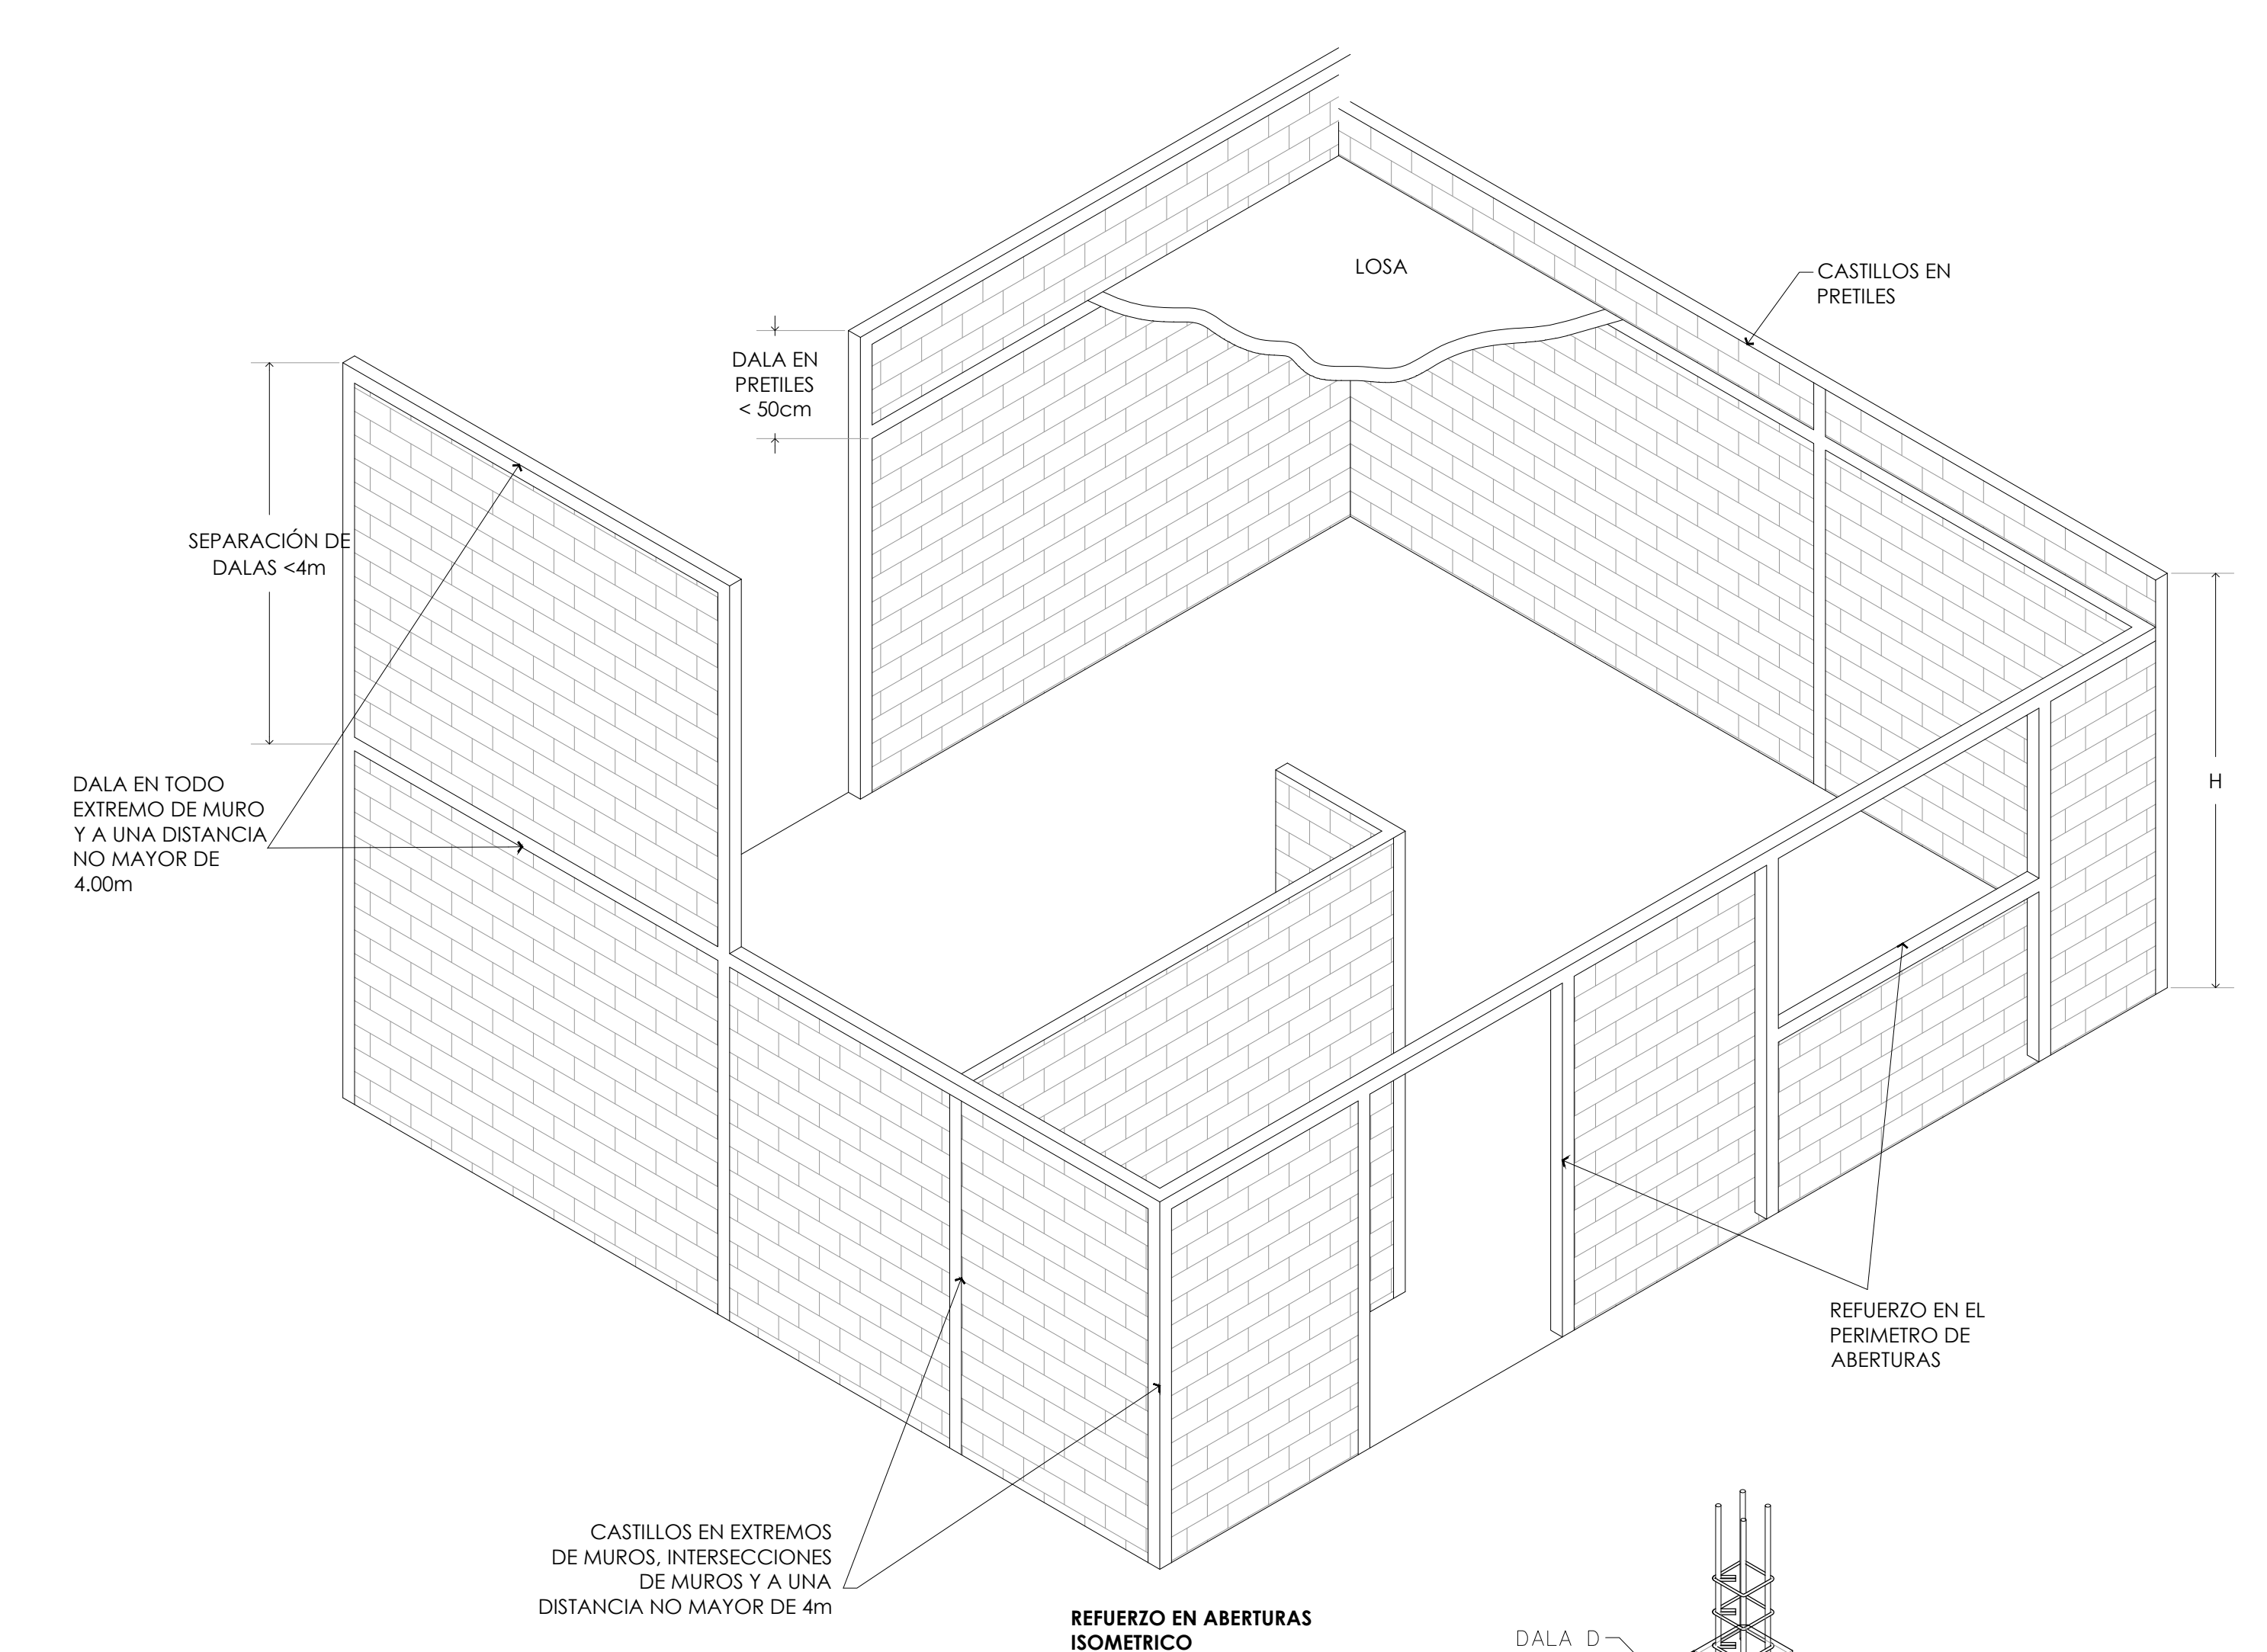 LOSA
CASTILLOS EN
PRETILES
DALA EN
PRETILES
< 50cm
SEPARACIÓN DE
DALAS <4m
DALA EN TODO
EXTREMO DE MURO
Y A UNA DISTANCIA
NO MAYOR DE
4.00m
H
REFUERZO EN EL
PERIMETRO DE
ABERTURAS
CASTILLOS EN EXTREMOS
DE MUROS, INTERSECCIONES
DE MUROS Y A UNA
DISTANCIA NO MAYOR DE 4m
REFUERZO EN ABERTURAS
ISOMETRICO
DALA D